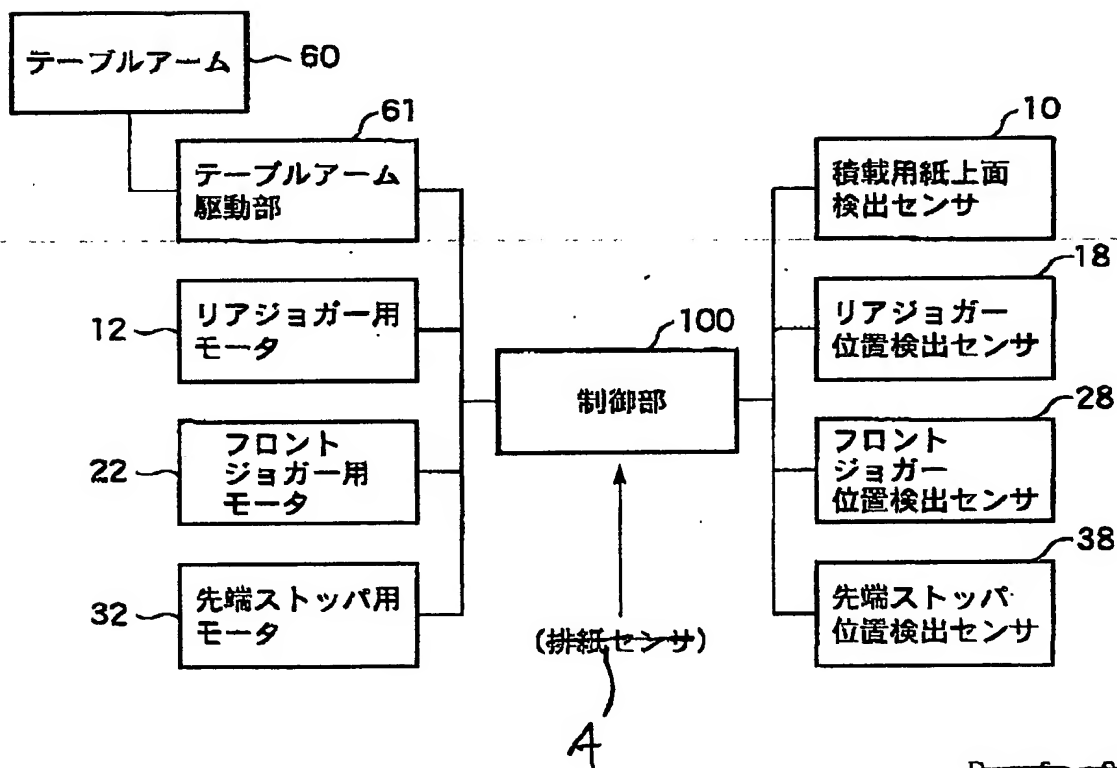 テーブルアーム
60
61
テーブルアーム
駆動部
10
積載用紙上面
検出センサ
12
リアジョガー用
モータ
100
制御部
18
リアジョガー
位置検出センサ
22
フロント
ジョガー用
モータ
28
フロント
ジョガー
位置検出センサ
32
先端ストッパ用
モータ
(排紙センサ)
A
38
先端ストッパ
位置検出センサ